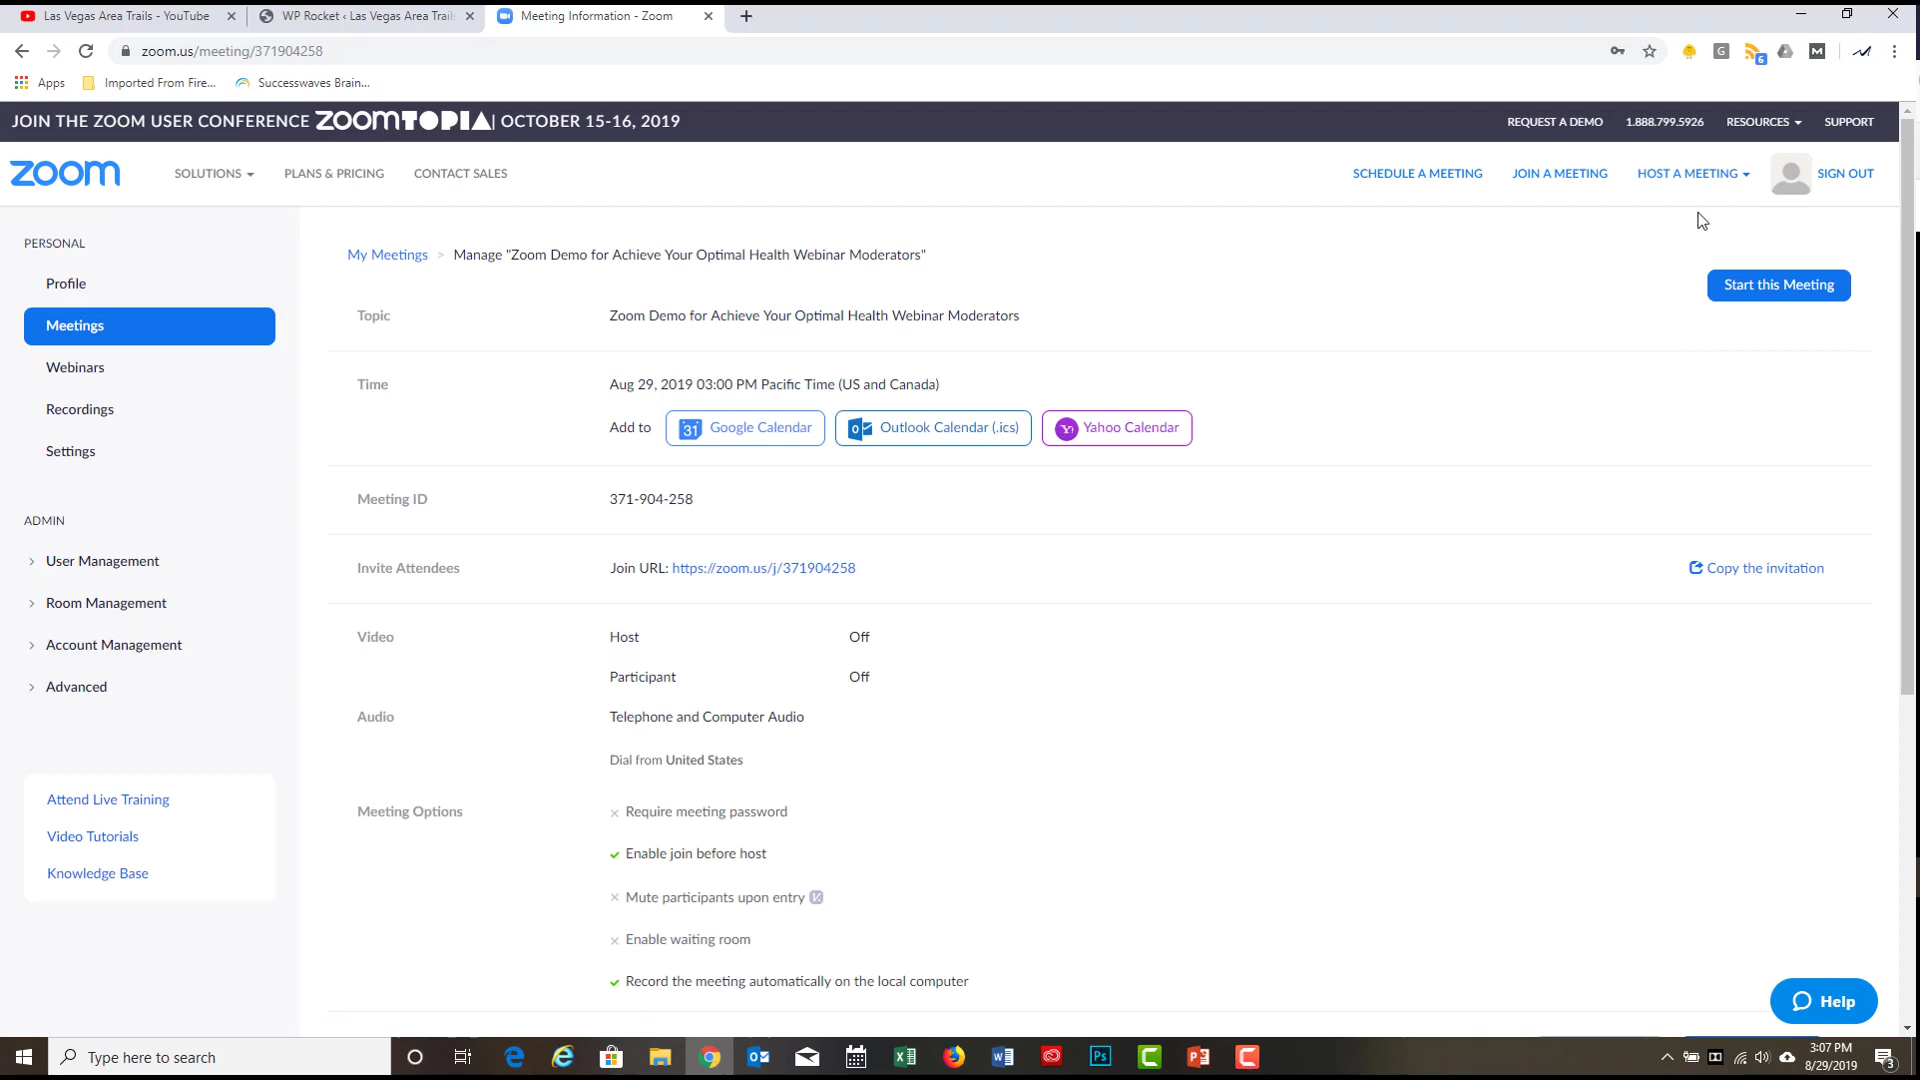 Las Vegas Area Trails - YouTube
WP Rocket ‹ Las Vegas Area Trails
Meeting Information - Zoom
zoom.us/meeting/371904258
6
G
M
Apps
Imported From Fire...
Successwaves Brain...
JOIN THE ZOOM USER CONFERENCE ZOOMTOPIA| OCTOBER 15-16, 2019
REQUEST A DEMO
1.888.799.5926
RESOURCES
SUPPORT
zoom
SOLUTIONS
PLANS & PRICING
CONTACT SALES
SCHEDULE A MEETING
JOIN A MEETING
HOST A MEETING
SIGN OUT
PERSONAL
Profile
Meetings
Webinars
Recordings
Settings
ADMIN
User Management
Room Management
Account Management
Advanced
Attend Live Training
Video Tutorials
Knowledge Base
My Meetings > Manage "Zoom Demo for Achieve Your Optimal Health Webinar Moderators"
Start this Meeting
Topic
Zoom Demo for Achieve Your Optimal Health Webinar Moderators
Time
Aug 29, 2019 03:00 PM Pacific Time (US and Canada)
Add to
31 Google Calendar
Outlook Calendar (.ics)
Y! Yahoo Calendar
Meeting ID
371-904-258
Invite Attendees
Join URL: https://zoom.us/j/371904258
Copy the invitation
Video
Host
Off
Participant
Off
Audio
Telephone and Computer Audio
Dial from United States
Meeting Options
Require meeting password
Enable join before host
Mute participants upon entry
Enable waiting room
Record the meeting automatically on the local computer
Help
Type here to search
Ps
3:07 PM
8/29/2019
3